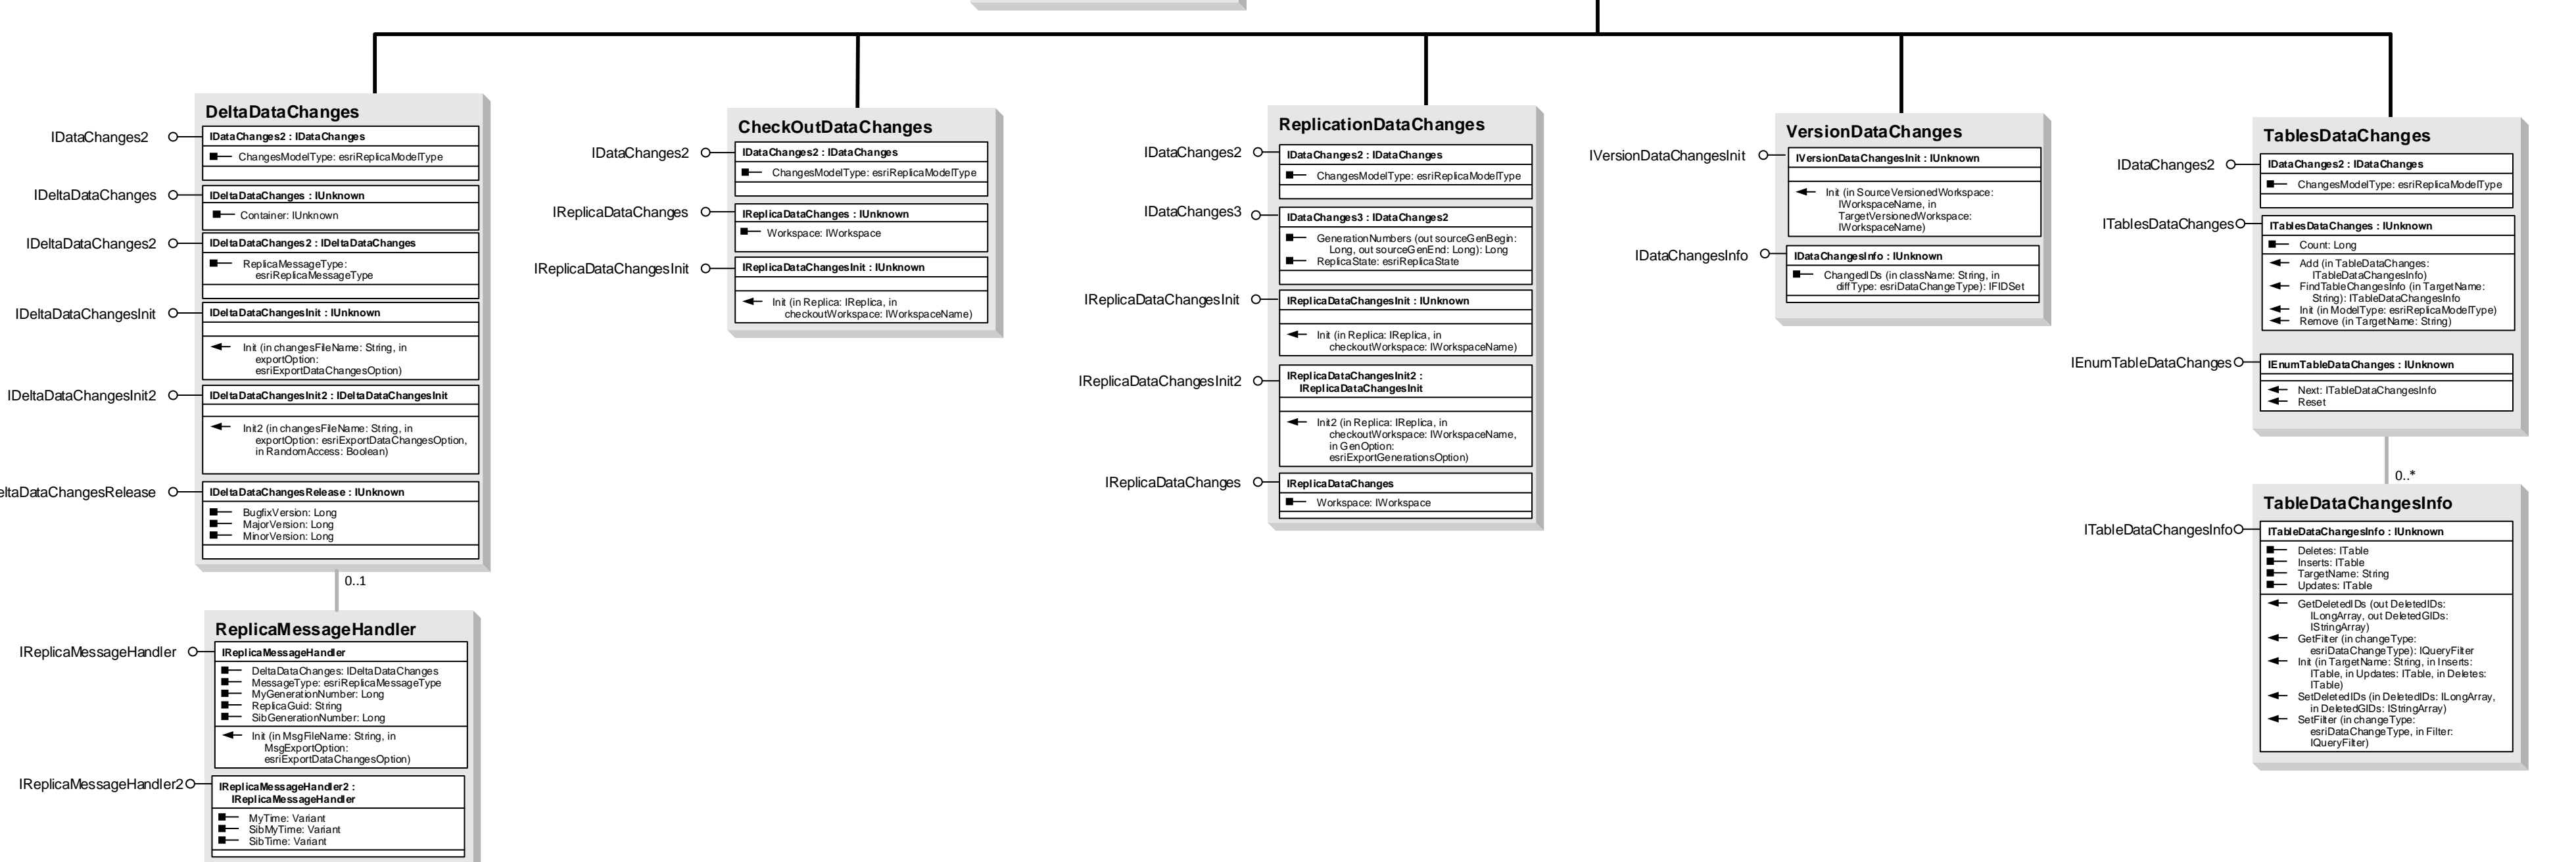 DeltaDataChanges
IDataChanges2
IDataChanges2 : IDataChanges
ChangesModelType: esriReplicaModelType
IDeltaDataChanges
IDeltaDataChanges : IUnknown
Container: IUnknown
IDeltaDataChanges2
IDeltaDataChanges2 : IDeltaDataChanges
ReplicaMessageType:
esriReplicaMessageType
IDeltaDataChangesInit
IDeltaDataChangesInit : IUnknown
Init (in changesFileName: String, in
exportOption:
esriExportDataChangesOption)
IDeltaDataChangesInit2
IDeltaDataChangesInit2 : IDeltaDataChangesInit
Init2 (in changesFileName: String, in
exportOption: esriExportDataChangesOption,
in RandomAccess: Boolean)
eltaDataChangesRelease
IDeltaDataChangesRelease : IUnknown
BugfixVersion: Long
MajorVersion: Long
MinorVersion: Long
0..1
ReplicaMessageHandler
IReplicaMessageHandler
IReplicaMessageHandler
DeltaDataChanges: IDeltaDataChanges
MessageType: esriReplicaMessageType
MyGenerationNumber: Long
ReplicaGuid: String
SibGenerationNumber: Long
Init (in MsgFileName: String, in
MsgExportOption:
esriExportDataChangesOption)
IReplicaMessageHandler2
IReplicaMessageHandler2 :
IReplicaMessageHandler
MyTime: Variant
SibMyTime: Variant
SibTime: Variant
CheckOutDataChanges
IDataChanges2
IDataChanges2 : IDataChanges
ChangesModelType: esriReplicaModelType
IReplicaDataChanges
IReplicaDataChanges : IUnknown
Workspace: IWorkspace
IReplicaDataChangesInit
IReplicaDataChangesInit : IUnknown
Init (in Replica: IReplica, in
checkoutWorkspace: IWorkspaceName)
ReplicationDataChanges
IDataChanges2
IDataChanges2 : IDataChanges
ChangesModelType: esriReplicaModelType
IDataChanges3
IDataChanges3 : IDataChanges2
GenerationNumbers (out sourceGenBegin:
Long, out sourceGenEnd: Long): Long
ReplicaState: esriReplicaState
IReplicaDataChangesInit
IReplicaDataChangesInit : IUnknown
Init (in Replica: IReplica, in
checkoutWorkspace: IWorkspaceName)
IReplicaDataChangesInit2
IReplicaDataChangesInit2 :
IReplicaDataChangesInit
Init2 (in Replica: IReplica, in
checkoutWorkspace: IWorkspaceName,
in GenOption:
esriExportGenerationsOption)
IReplicaDataChanges
IReplicaDataChanges
Workspace: IWorkspace
VersionDataChanges
IVersionDataChangesInit
IVersionDataChangesInit : IUnknown
Init (in SourceVersionedWorkspace:
IWorkspaceName, in
TargetVersionedWorkspace:
IWorkspaceName)
IDataChangesInfo
IDataChangesInfo : IUnknown
ChangedIDs (in className: String, in
diffType: esriDataChangeType): IFIDSet
TablesDataChanges
IDataChanges2
IDataChanges2 : IDataChanges
ChangesModelType: esriReplicaModelType
ITablesDataChanges
ITablesDataChanges : IUnknown
Count: Long
Add (in TableDataChanges:
ITableDataChangesInfo)
FindTableChangesInfo (in TargetName:
String): ITableDataChangesInfo
Init (in ModelType: esriReplicaModelType)
Remove (in TargetName: String)
IEnumTableDataChanges
IEnumTableDataChanges : IUnknown
Next: ITableDataChangesInfo
Reset
0..*
TableDataChangesInfo
ITableDataChangesInfo
ITableDataChangesInfo : IUnknown
Deletes: ITable
Inserts: ITable
TargetName: String
Updates: ITable
GetDeletedIDs (out DeletedIDs:
ILongArray, out DeletedGIDs:
IStringArray)
GetFilter (in changeType:
esriDataChangeType): IQueryFilter
Init (in TargetName: String, in Inserts:
ITable, in Updates: ITable, in Deletes:
ITable)
SetDeletedIDs (in DeletedIDs: ILongArray,
in DeletedGIDs: IStringArray)
SetFilter (in changeType:
esriDataChangeType, in Filter:
IQueryFilter)